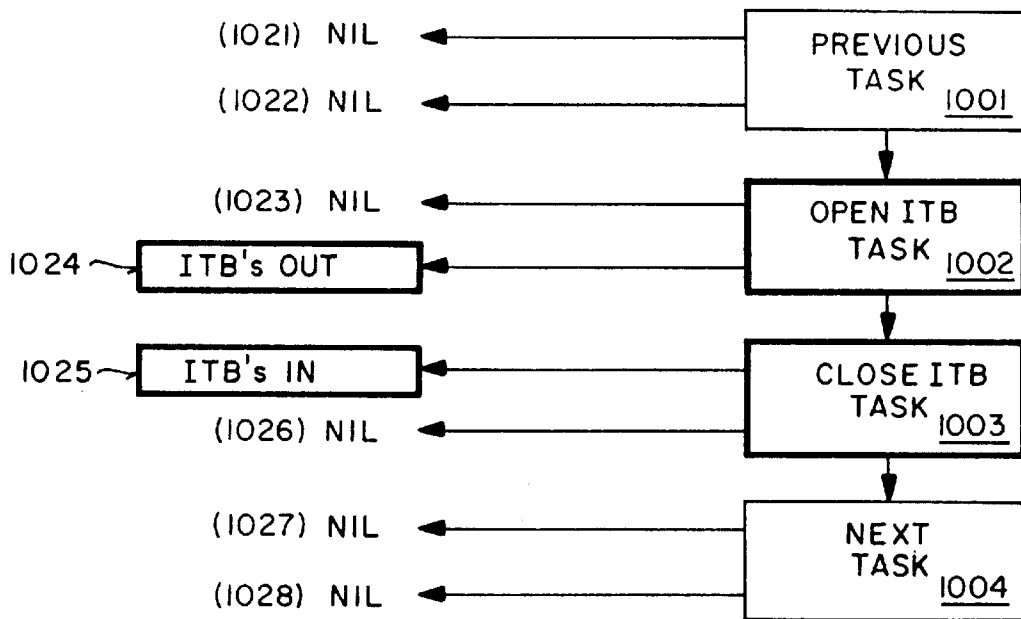 (1021) NIL
PREVIOUS
TASK
1001
(1022) NIL
(1023) NIL
OPEN ITB
TASK
1002
1024
ITB's OUT
1025
ITB's IN
CLOSE ITB
TASK
1003
(1026) NIL
(1027) NIL
NEXT
TASK
1004
(1028) NIL